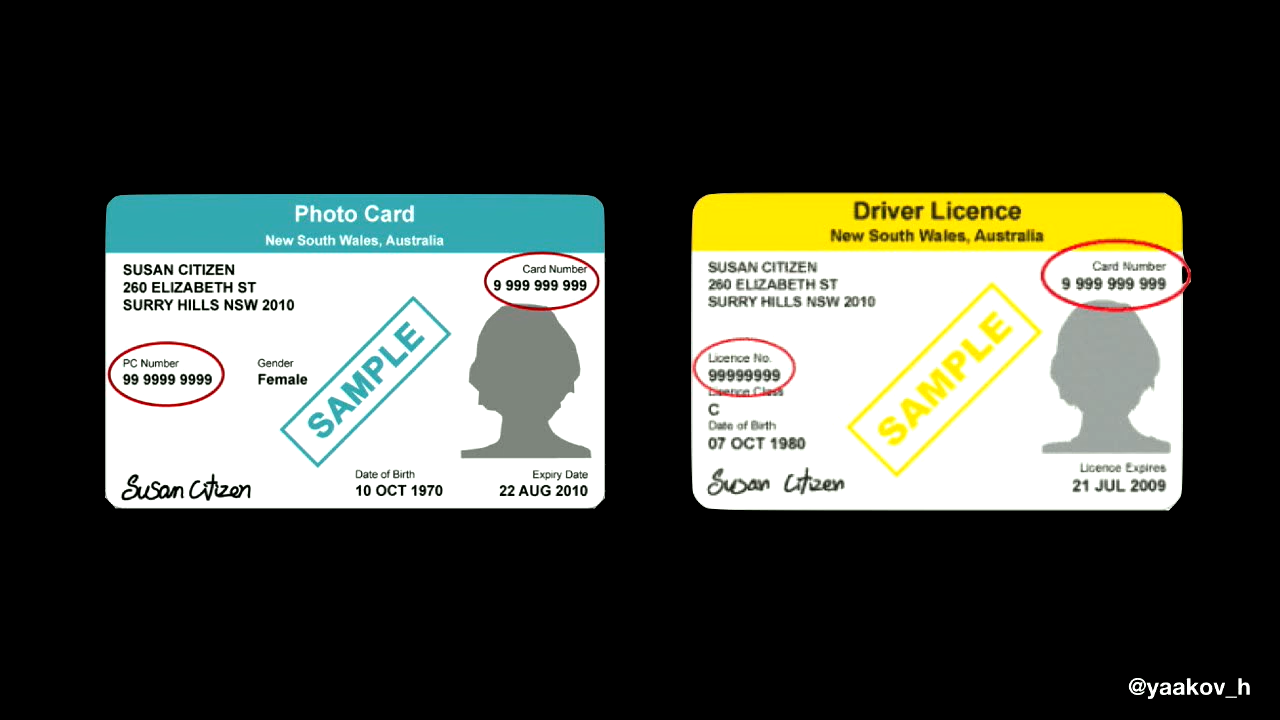 Photo Card
New South Wales, Australia
SUSAN CITIZEN
260 ELIZABETH ST
SURRY HILLS NSW 2010
Card Number
9 999 999 999
PC Number
99 9999 9999
Gender
Female
SAMPLE
Susan Citizen
Date of Birth
10 OCT 1970
Expiry Date
22 AUG 2010
Driver Licence
New South Wales, Australia
SUSAN CITIZEN
260 ELIZABETH ST
SURRY HILLS NSW 2010
Card Number
9 999 999 999
Licence No.
99999999
Licence Class
C
Date of Birth
07 OCT 1980
SAMPLE
Susan Citizen
Licence Expires
21 JUL 2009
@yaakov_h